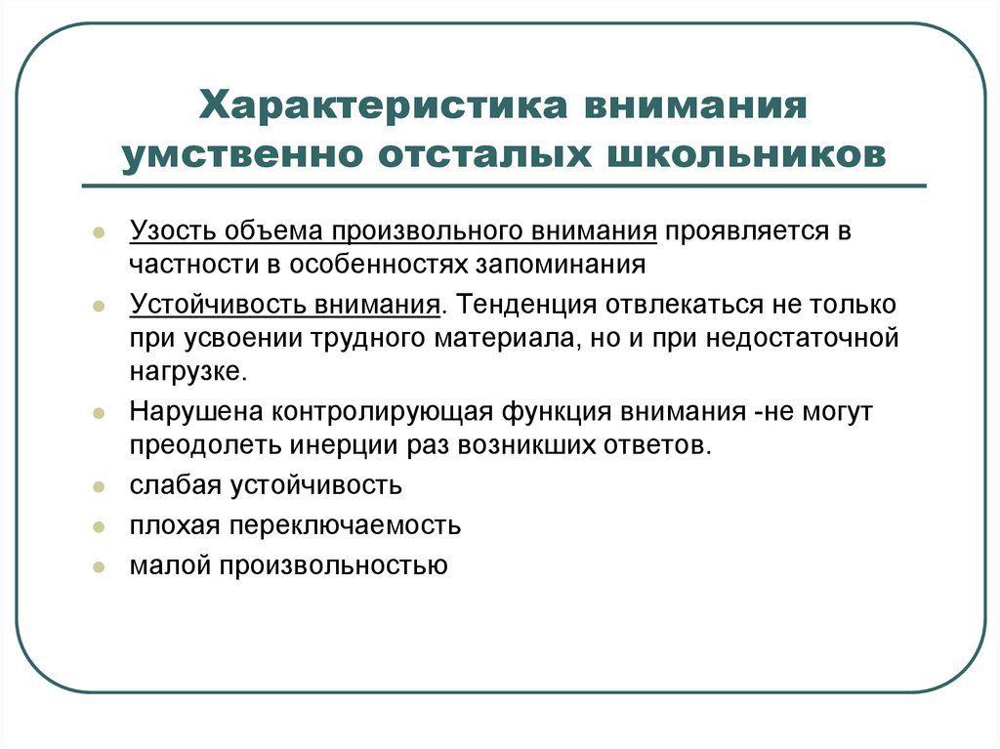 Характеристика внимания
умственно отсталых школьников
Узость объема произвольного внимания проявляется в
частности в особенностях запоминания
Устойчивость внимания. Тенденция отвлекаться не только
при усвоении трудного материала, но и при недостаточной
нагрузке.
Нарушена контролирующая функция внимания -не могут
преодолеть инерции раз возникших ответов.
слабая устойчивость
плохая переключаемость
малой произвольностью